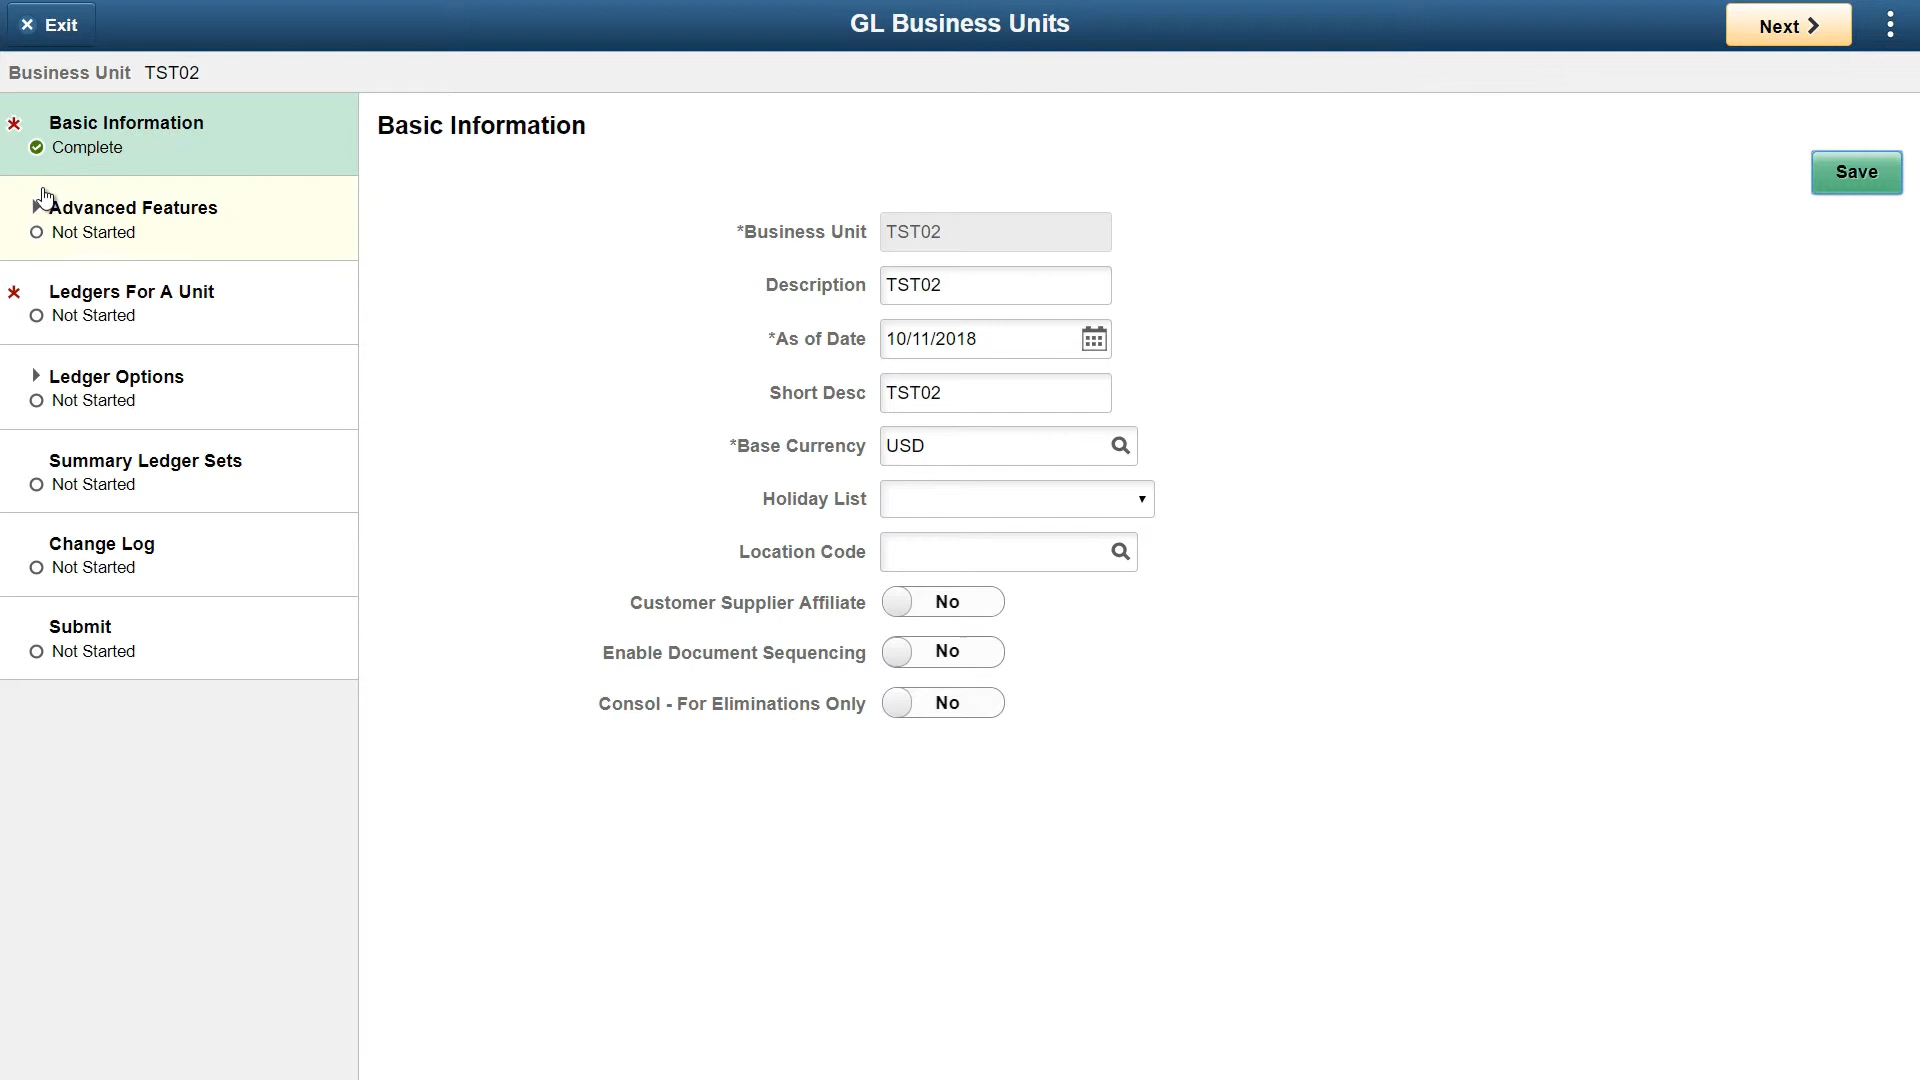 Exit
GL Business Units
Next
Business Unit TST02
Basic Information
Complete
Advanced Features
Not Started
Ledgers For A Unit
Not Started
Ledger Options
Not Started
Summary Ledger Sets
Not Started
Change Log
Not Started
Submit
Not Started
Basic Information
Save
*Business Unit TST02
Description TST02
*As of Date 10/11/2018
Short Desc TST02
*Base Currency USD
Holiday List
Location Code
Customer Supplier Affiliate No
Enable Document Sequencing No
Consol - For Eliminations Only No